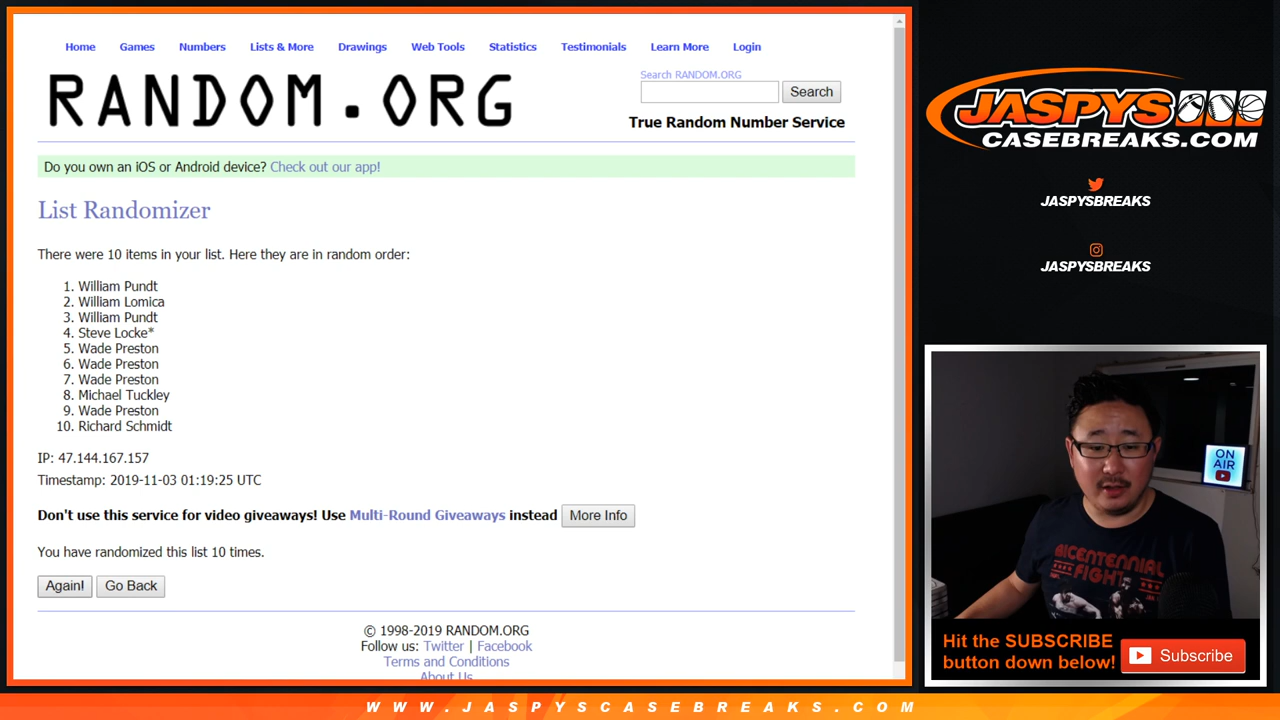 Home Games Numbers Lists & More Drawings Web Tools Statistics Testimonials Learn More Login
RANDOM.ORG
Search RANDOM.ORG
Search
True Random Number Service
Do you own an iOS or Android device? Check out our app!
List Randomizer
There were 10 items in your list. Here they are in random order:
1. William Pundt
2. William Lomica
3. William Pundt
4. Steve Locke*
5. Wade Preston
6. Wade Preston
7. Wade Preston
8. Michael Tuckley
9. Wade Preston
10. Richard Schmidt
IP: 47.144.167.157
Timestamp: 2019-11-03 01:19:25 UTC
Don't use this service for video giveaways! Use Multi-Round Giveaways instead More Info
You have randomized this list 10 times.
Again! Go Back
© 1998-2019 RANDOM.ORG
Follow us: Twitter | Facebook
Terms and Conditions
About Us
JASPYS
CASEBREAKS.COM
JASPYSBREAKS
JASPYSBREAKS
ON
AIR
BICENTENNIAL
FIGHT
Hit the SUBSCRIBE
button down below!
Subscribe
WWW.JASPYSCASEBREAKS.COM